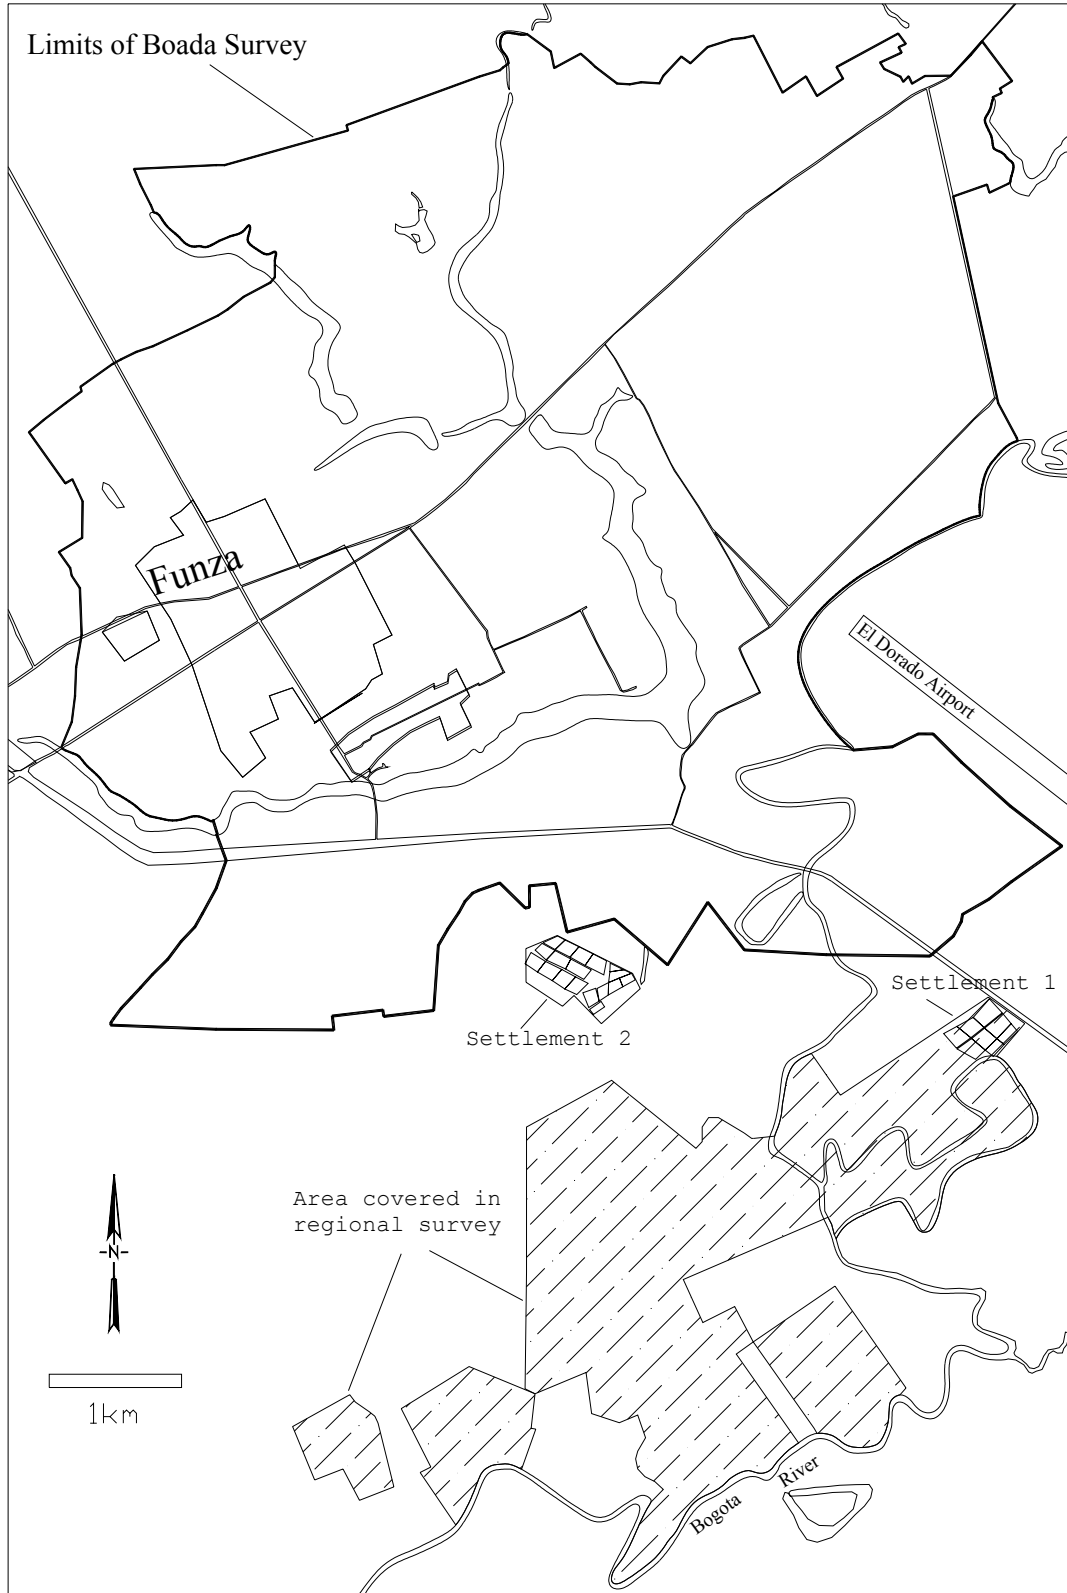 Limits of Boada Survey
Funza
El Dorado Airport
Settlement 1
Settlement 2
Area covered in
regional survey
N
1km
Bogota River